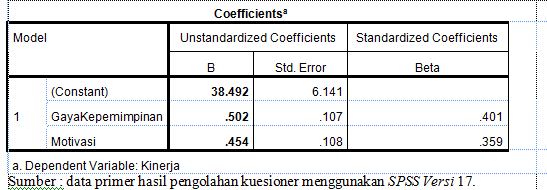 Coefficientsa
Model Unstandardized Coefficients Standardized Coefficients
B Std. Error Beta
1 (Constant) 38.492 6.141
GayaKepemimpinan .502 .107 .401
Motivasi .454 .108 .359
a. Dependent Variable: Kinerja
Sumber : data primer hasil pengolahan kuesioner menggunakan SPSS Versi 17.